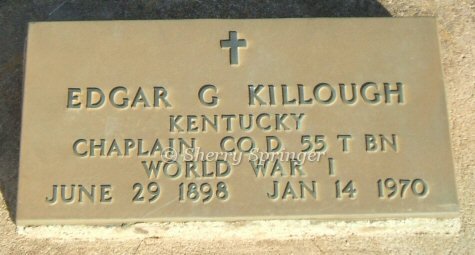 EDGAR G KILLOUGH
KENTUCKY
CHAPLAIN CO D 55 T BN
© Sherry Springer
WORLD WAR I
JUNE 29 1898 JAN 14 1970